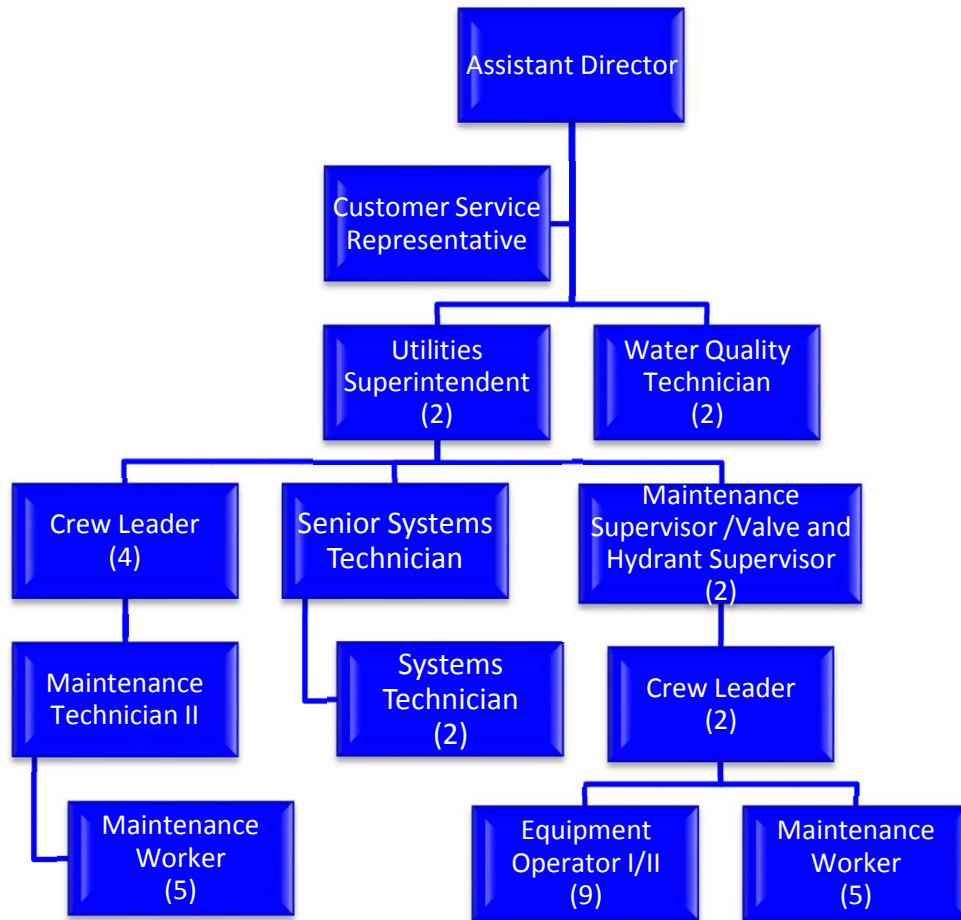 Assistant Director
Customer Service
Representative
Utilities
Superintendent
(2)
Water Quality
Technician
(2)
Crew Leader
(4)
Senior Systems
Technician
Maintenance
Supervisor /Valve and
Hydrant Supervisor
(2)
Maintenance
Technician II
Systems
Technician
(2)
Crew Leader
(2)
Maintenance
Worker
(5)
Equipment
Operator I/II
(9)
Maintenance
Worker
(5)